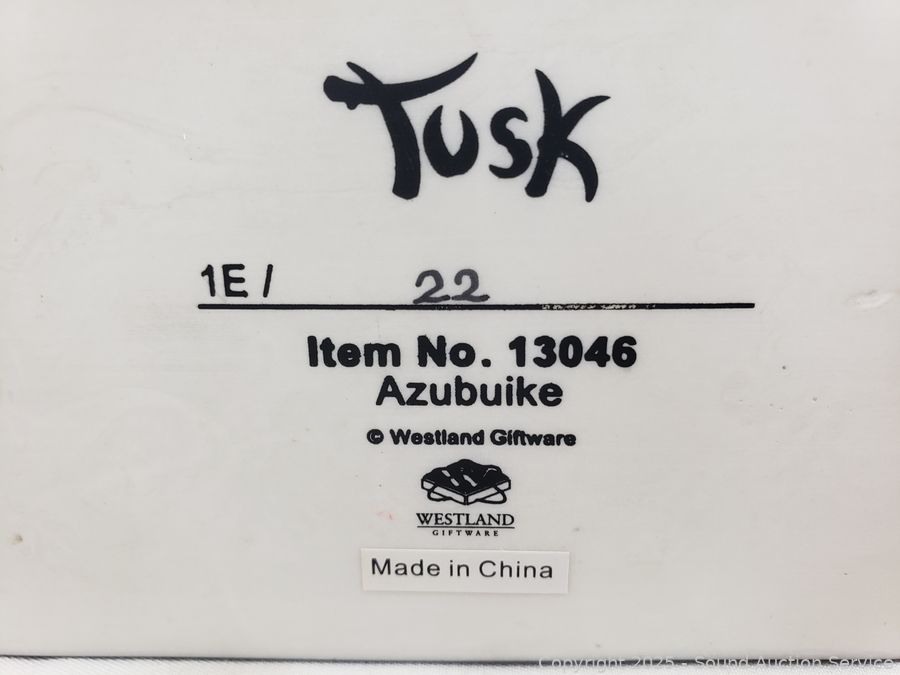 Tusk
1E / 22
Item No. 13046
Azubuike
© Westland Giftware
WESTLAND
GIFTWARE
Made in China
Copyright 2025 - Sound Auction Service